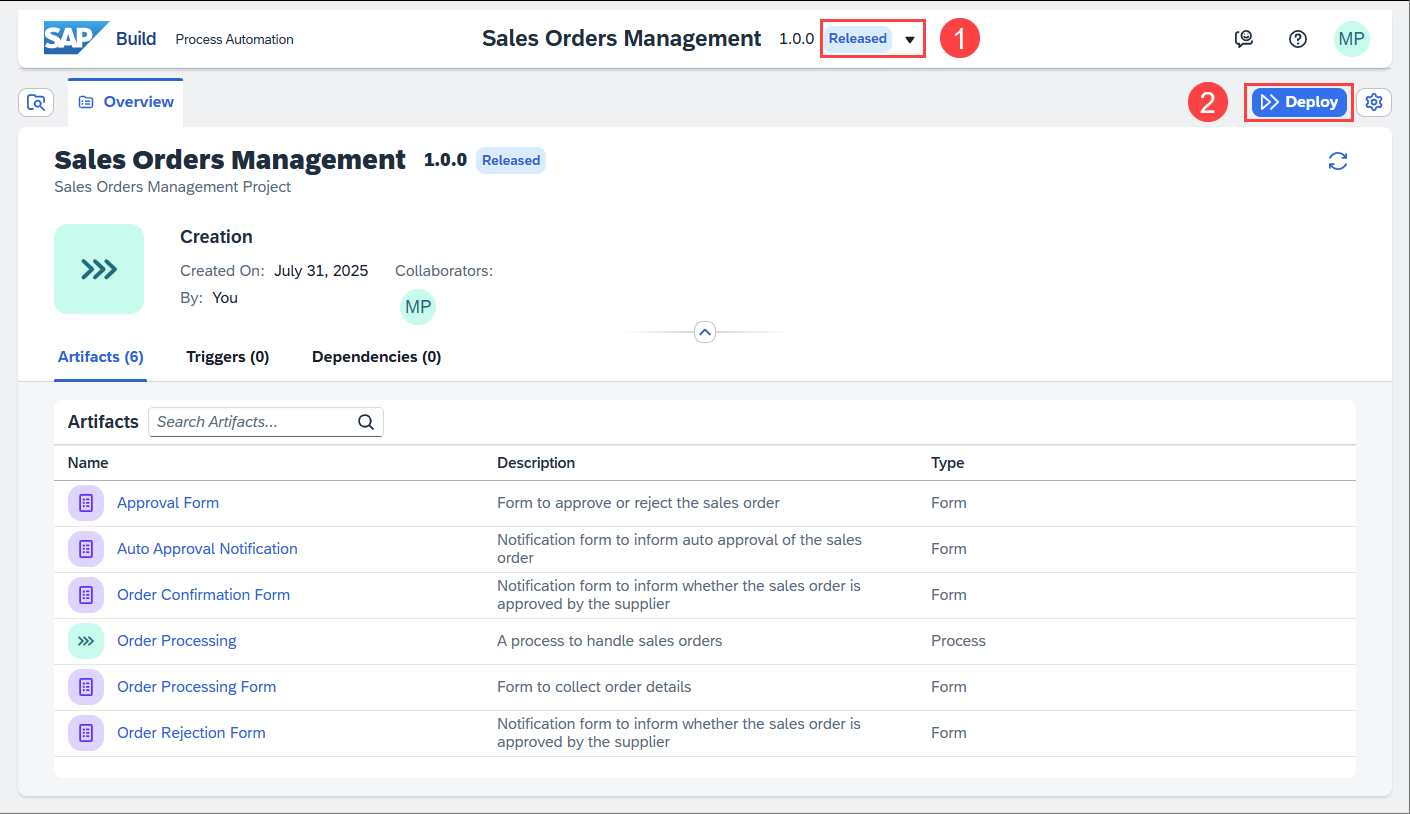 SAP Build Process Automation Sales Orders Management 1.0.0 Released 1 MP
Overview 2 Deploy
Sales Orders Management 1.0.0 Released
Sales Orders Management Project
Creation
Created On: July 31, 2025 Collaborators:
By: You MP
Artifacts (6) Triggers (0) Dependencies (0)
Artifacts Search Artifacts...
Name Description Type
Approval Form Form to approve or reject the sales order Form
Auto Approval Notification Notification form to inform auto approval of the sales
order Form
Order Confirmation Form Notification form to inform whether the sales order is
approved by the supplier Form
Order Processing A process to handle sales orders Process
Order Processing Form Form to collect order details Form
Order Rejection Form Notification form to inform whether the sales order is
approved by the supplier Form